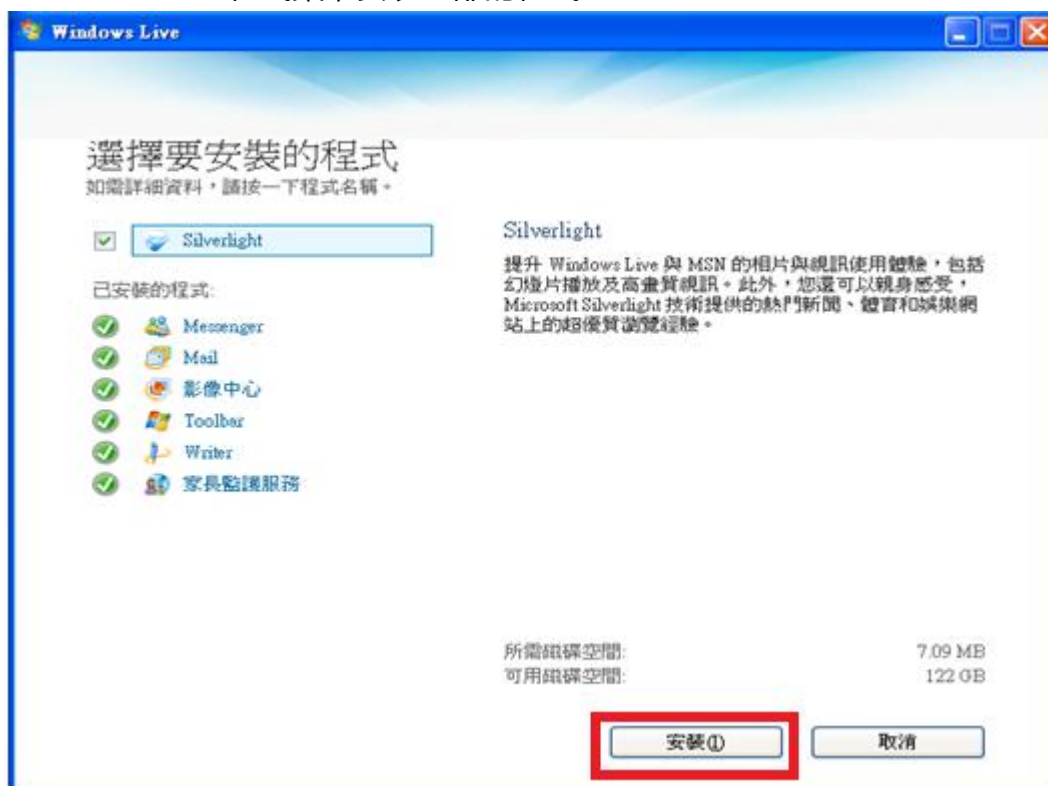 Windows Live
選擇要安裝的程式
如需詳細資料，請按一下程式名稱。
Silverlight
已安裝的程式:
Messenger
Mail
影像中心
Toolbar
Writer
家長監護服務
Silverlight
提升 Windows Live 與 MSN 的相片與視訊使用體驗，包括
幻燈片播放及高畫質視訊。此外，您還可以親身感受，
Microsoft Silverlight 技術提供的熱門新聞、體育和娛樂網
站上的超優質瀏覽經驗。
所需磁碟空間: 7.09 MB
可用磁碟空間: 122 GB
安裝(I)
取消